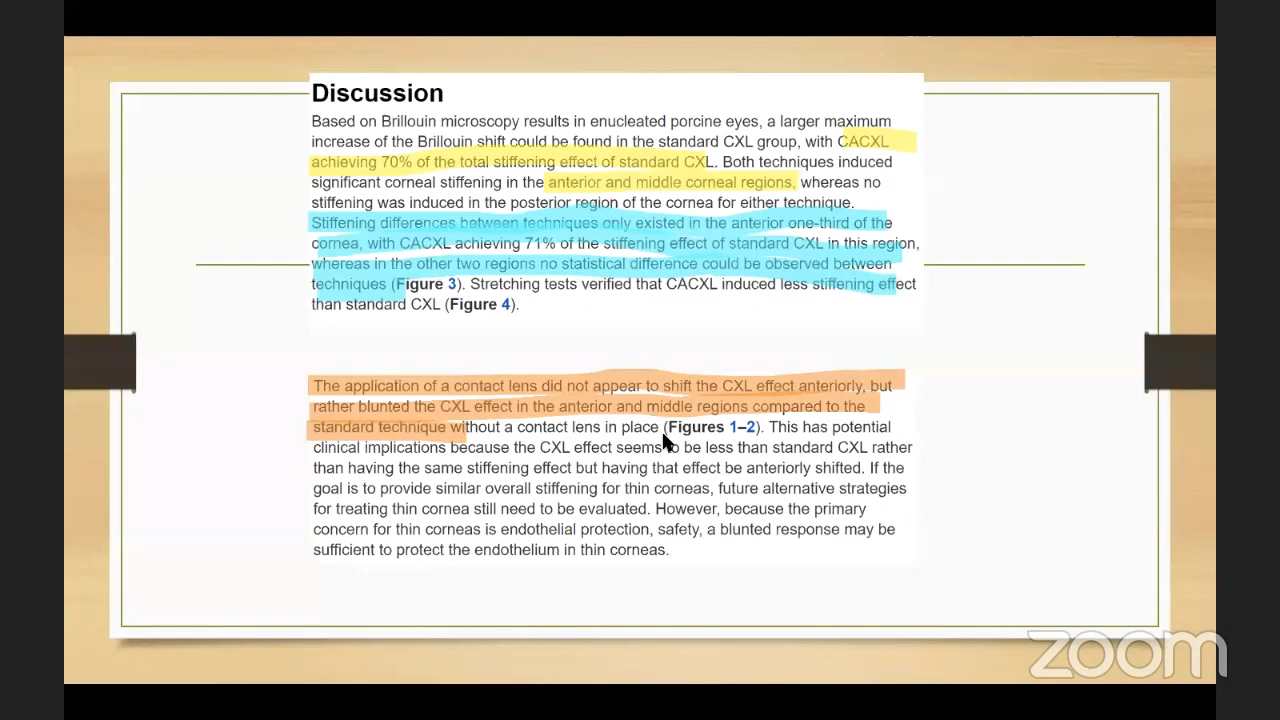 Discussion
Based on Brillouin microscopy results in enucleated porcine eyes, a larger maximum
increase of the Brillouin shift could be found in the standard CXL group, with CACXL
achieving 70% of the total stiffening effect of standard CXL. Both techniques induced
significant corneal stiffening in the anterior and middle corneal regions, whereas no
stiffening was induced in the posterior region of the cornea for either technique.
Stiffening differences between techniques only existed in the anterior one-third of the
cornea, with CACXL achieving 71% of the stiffening effect of standard CXL in this region,
whereas in the other two regions no statistical difference could be observed between
techniques (Figure 3). Stretching tests verified that CACXL induced less stiffening effect
than standard CXL (Figure 4).
The application of a contact lens did not appear to shift the CXL effect anteriorly, but
rather blunted the CXL effect in the anterior and middle regions compared to the
standard technique without a contact lens in place (Figures 1–2). This has potential
clinical implications because the CXL effect seems to be less than standard CXL rather
than having the same stiffening effect but having that effect be anteriorly shifted. If the
goal is to provide similar overall stiffening for thin corneas, future alternative strategies
for treating thin cornea still need to be evaluated. However, because the primary
concern for thin corneas is endothelial protection, safety, a blunted response may be
sufficient to protect the endothelium in thin corneas.
zoom